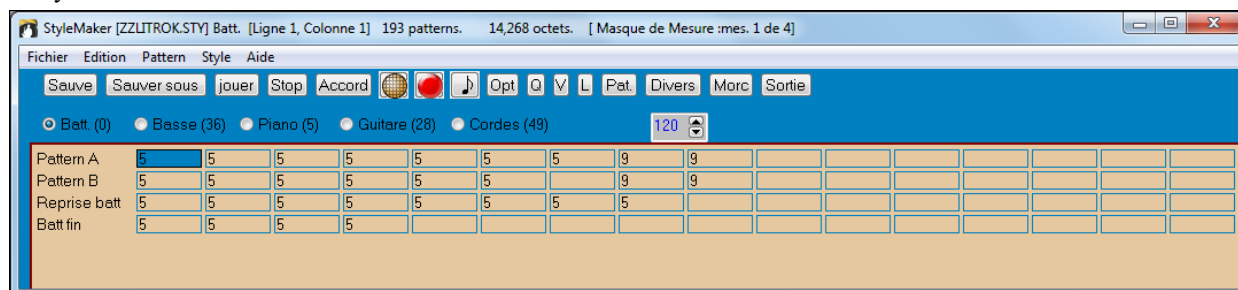 StyleMaker [ZZLITROK.STY] Batt. [Ligne 1, Colonne 1] 193 patterns. 14,268 octets. [ Masque de Mesure :mes. 1 de 4]
Fichier Edition Pattern Style Aide
Sauve Sauver sous jouer Stop Accord Opt Q V L Pat. Divers Morc Sortie
Batt. (0) Basse (36) Piano (5) Guitare (28) Cordes (49) 120
Pattern A 5 5 5 5 5 5 5 9 9
Pattern B 5 5 5 5 5 5 9 9
Reprise batt 5 5 5 5 5 5 5 5
Batt fin 5 5 5 5